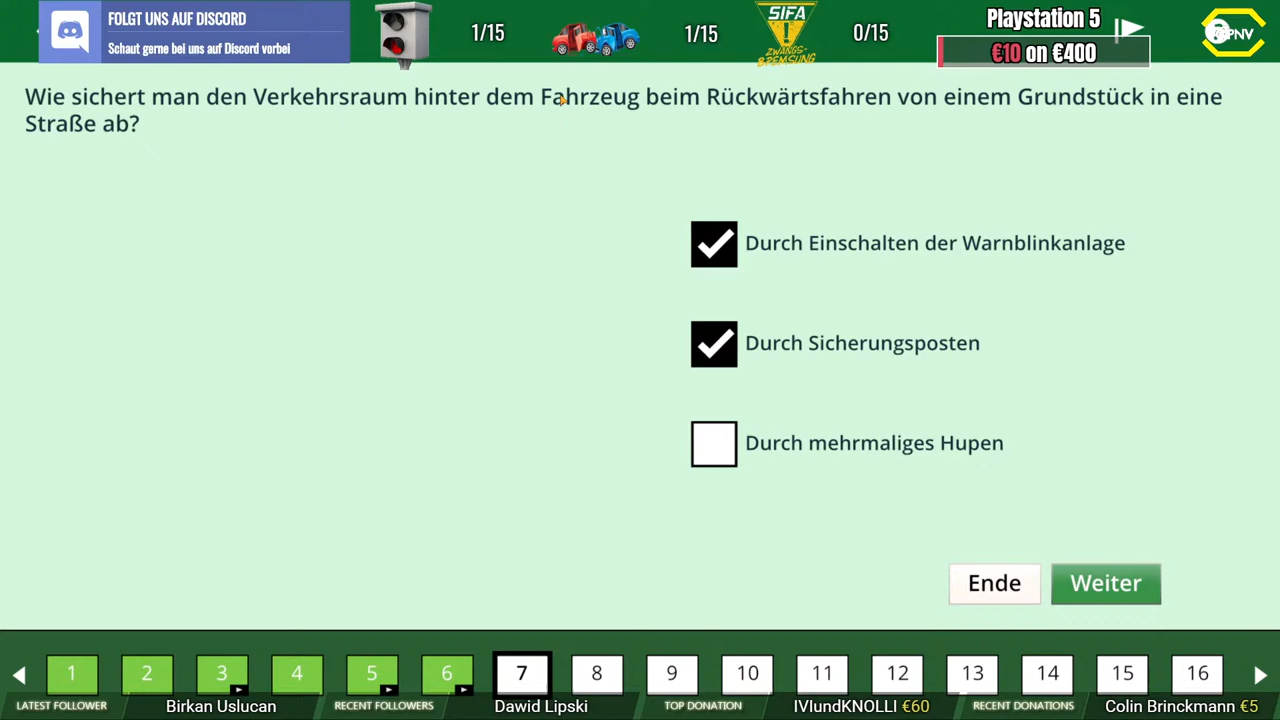 FOLGT UNS AUF DISCORD
Schaut gerne bei uns auf Discord vorbei
1/15
1/15
SIFA
!
ZWANGS-
BREMSUNG
0/15
Playstation 5
€10 on €400
ÖPNV
Wie sichert man den Verkehrsraum hinter dem Fahrzeug beim Rückwärtsfahren von einem Grundstück in eine
Straße ab?
Durch Einschalten der Warnblinkanlage
Durch Sicherungsposten
Durch mehrmaliges Hupen
Ende
Weiter
1
2
3
4
5
6
7
8
9
10
11
12
13
14
15
16
LATEST FOLLOWER
Birkan Uslucan
RECENT FOLLOWERS
Dawid Lipski
TOP DONATION
IVlundKNOLLI €60
RECENT DONATIONS
Colin Brinckmann €5